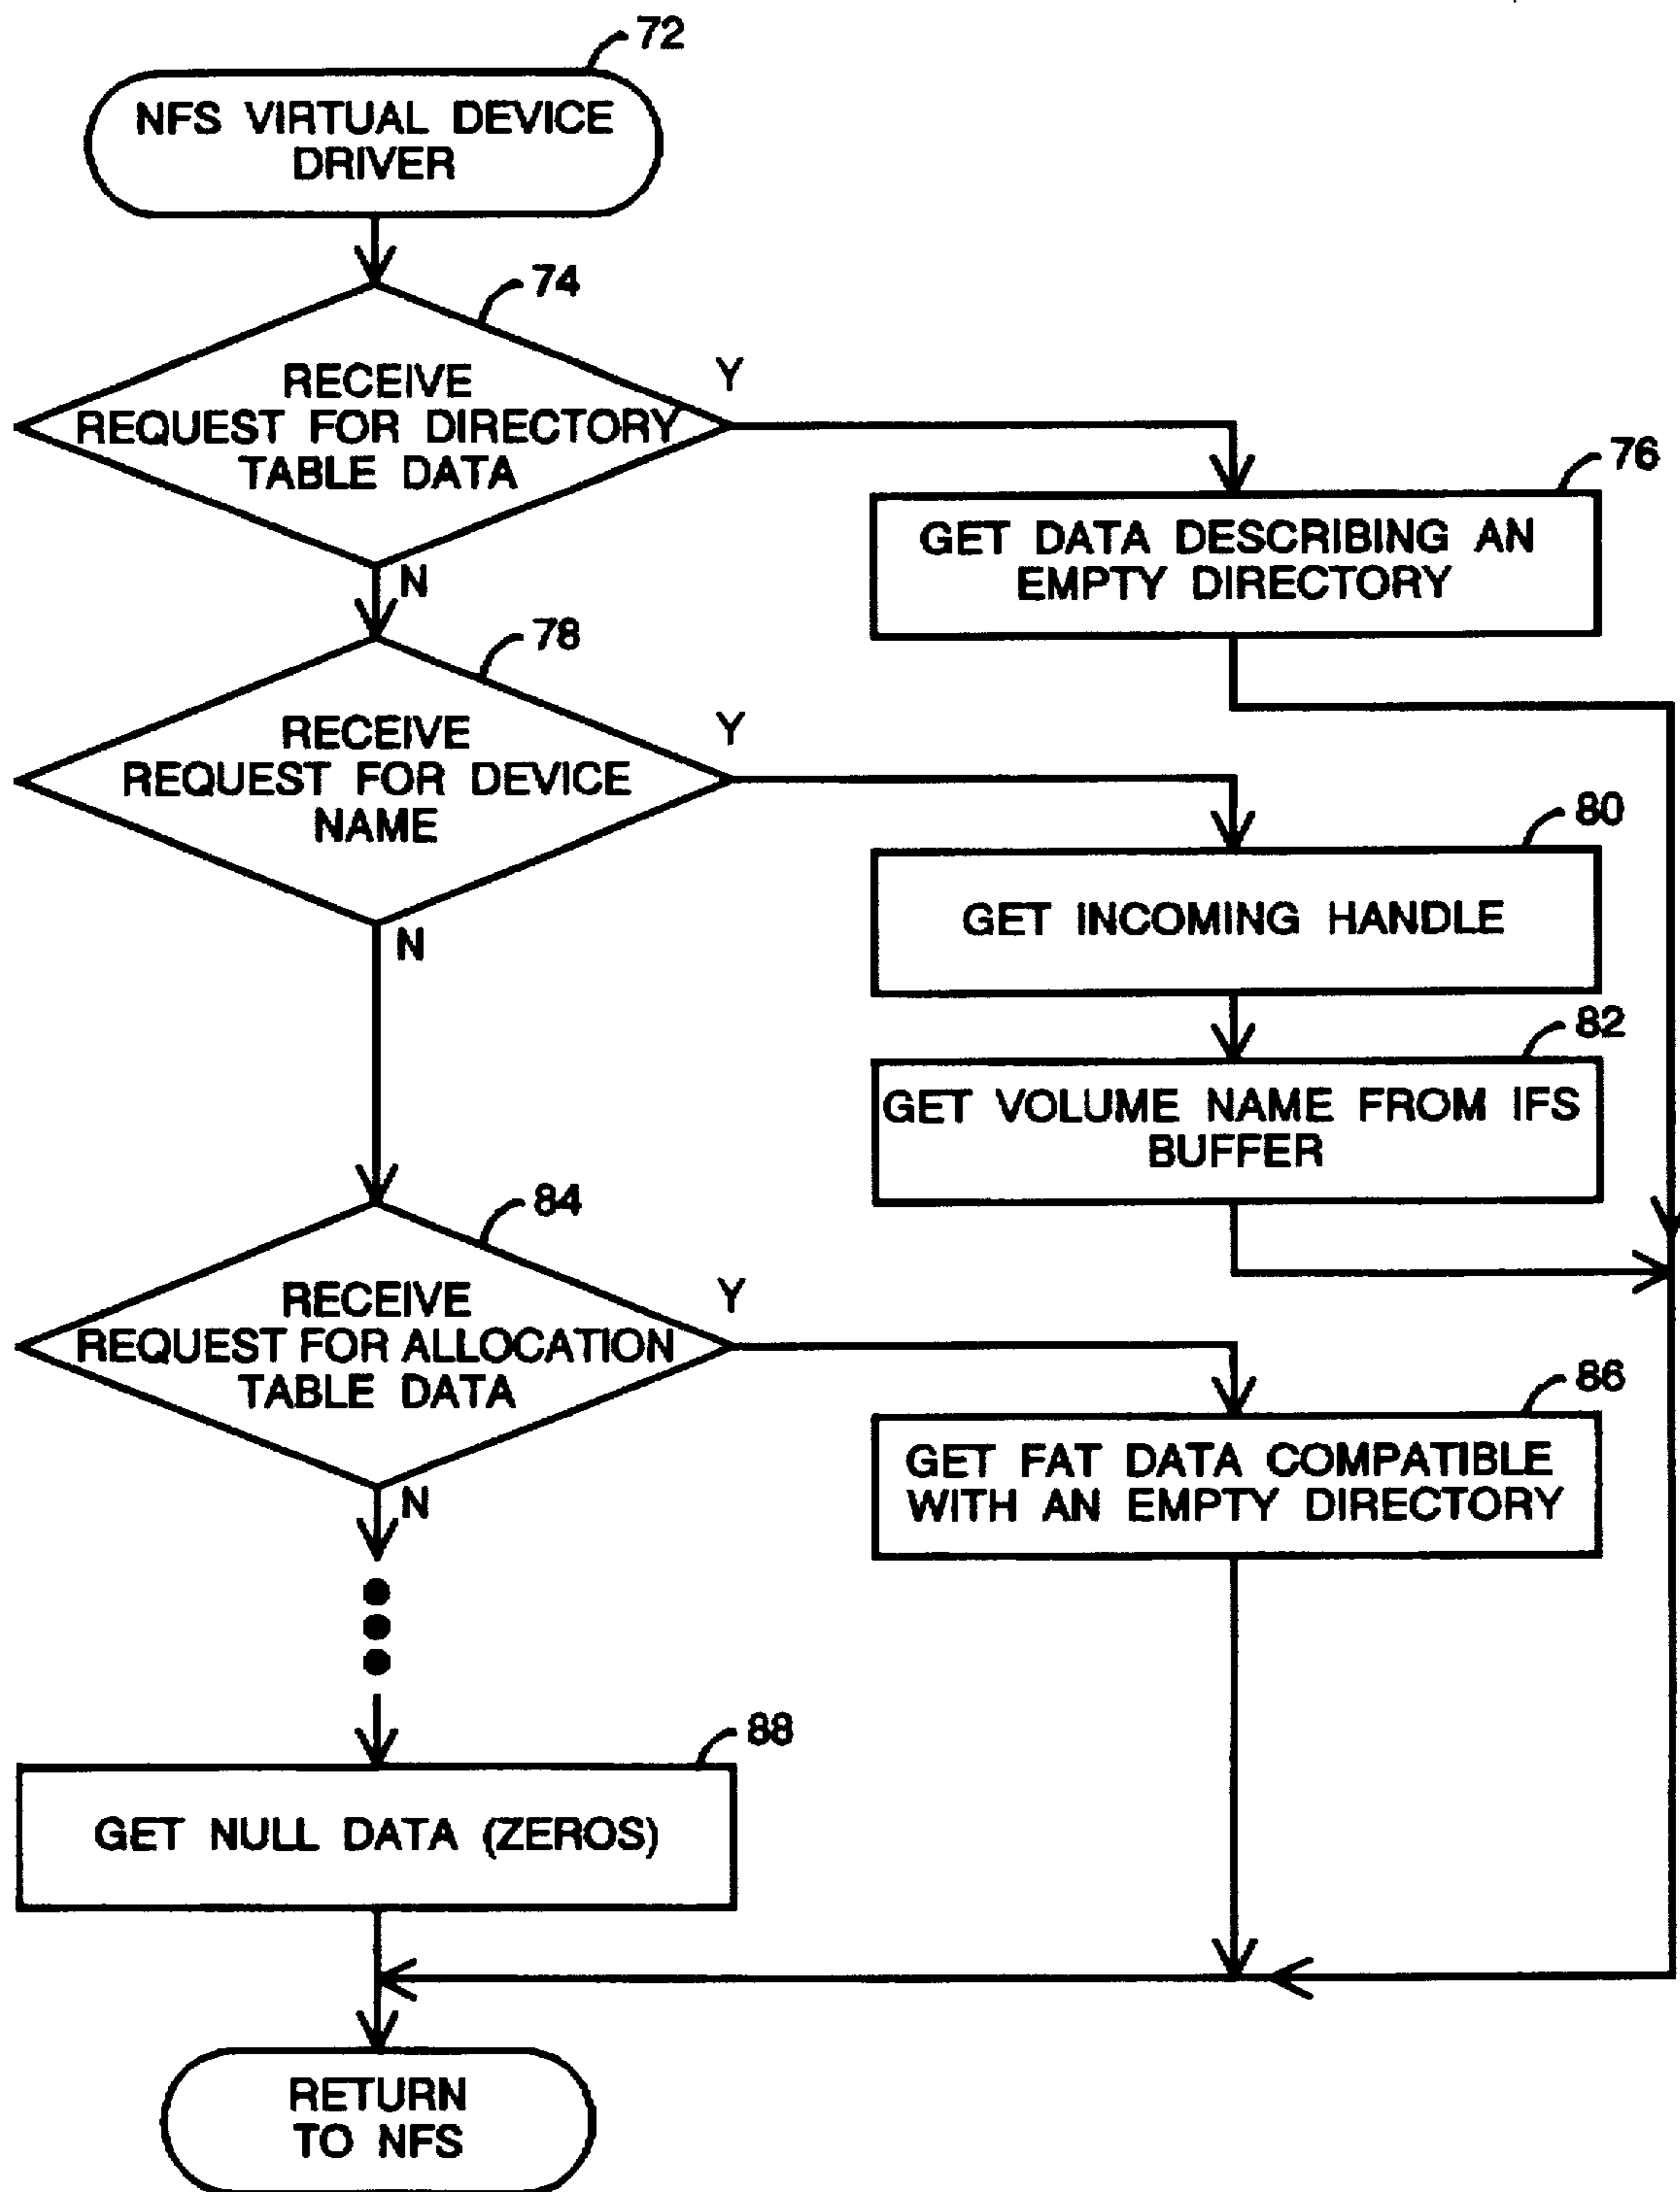 72
NFS VIRTUAL DEVICE
DRIVER
74
RECEIVE
REQUEST FOR DIRECTORY
TABLE DATA
Y
N
76
GET DATA DESCRIBING AN
EMPTY DIRECTORY
78
RECEIVE
REQUEST FOR DEVICE
NAME
Y
N
80
GET INCOMING HANDLE
82
GET VOLUME NAME FROM IFS
BUFFER
84
RECEIVE
REQUEST FOR ALLOCATION
TABLE DATA
Y
N
86
GET FAT DATA COMPATIBLE
WITH AN EMPTY DIRECTORY
88
GET NULL DATA (ZEROS)
RETURN
TO NFS